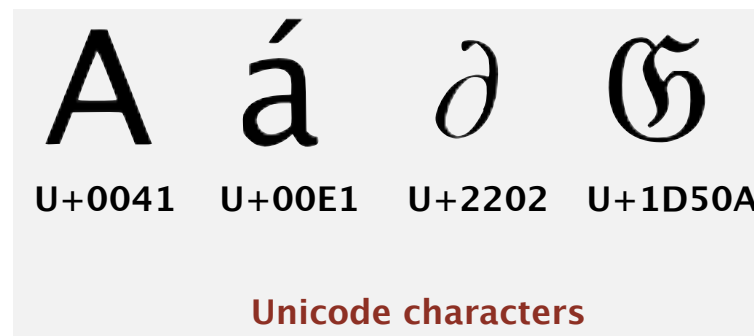 A á ∂ 𝔊
U+0041 U+00E1 U+2202 U+1D50A
Unicode characters